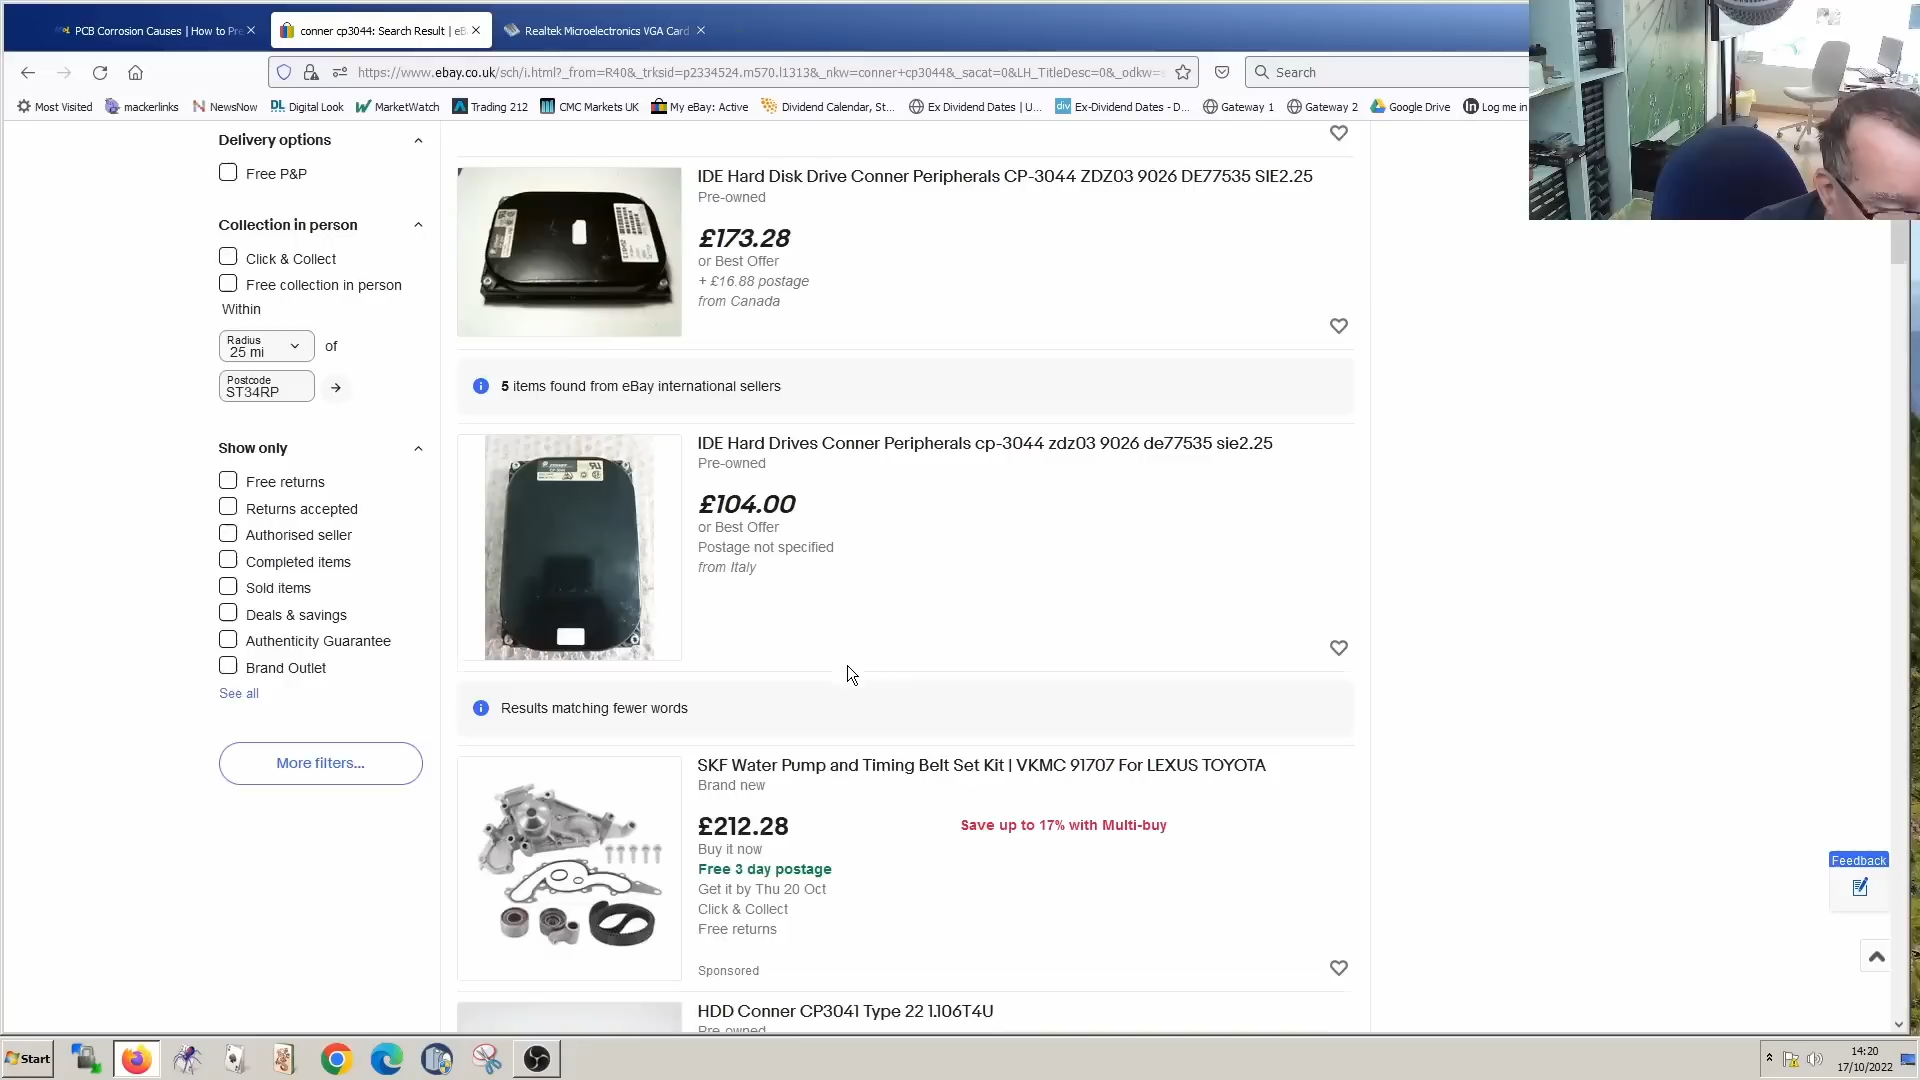 PCB Corrosion Causes | How to Pre
conner cp3044: Search Result | eB
Realtek Microelectronics VGA Card
https://www.ebay.co.uk/sch/i.html?_from=R40&_trksid=p2334524.m570.l1313&_nkw=conner+cp3044&_sacat=0&LH_TitleDesc=0&_odkw=
Search
Most Visited
mackerlinks
NewsNow
DL Digital Look
MarketWatch
Trading 212
CMC Markets UK
My eBay: Active
Dividend Calendar, St...
Ex Dividend Dates | U...
div Ex-Dividend Dates - D...
Gateway 1
Gateway 2
Google Drive
Log me in
Delivery options
Free P&P
Collection in person
Click & Collect
Free collection in person
Within
Radius
25 mi
of
Postcode
ST34RP
Show only
Free returns
Returns accepted
Authorised seller
Completed items
Sold items
Deals & savings
Authenticity Guarantee
Brand Outlet
See all
More filters...
IDE Hard Disk Drive Conner Peripherals CP-3044 ZDZ03 9026 DE77535 SIE2.25
Pre-owned
£173.28
or Best Offer
+ £16.88 postage
from Canada
5 items found from eBay international sellers
IDE Hard Drives Conner Peripherals cp-3044 zdz03 9026 de77535 sie2.25
Pre-owned
£104.00
or Best Offer
Postage not specified
from Italy
Results matching fewer words
SKF Water Pump and Timing Belt Set Kit | VKMC 91707 For LEXUS TOYOTA
Brand new
£212.28
Save up to 17% with Multi-buy
Buy it now
Free 3 day postage
Get it by Thu 20 Oct
Click & Collect
Free returns
Sponsored
HDD Conner CP3041 Type 22 1.106T4U
Pre-owned
Feedback
Start
14:20
17/10/2022